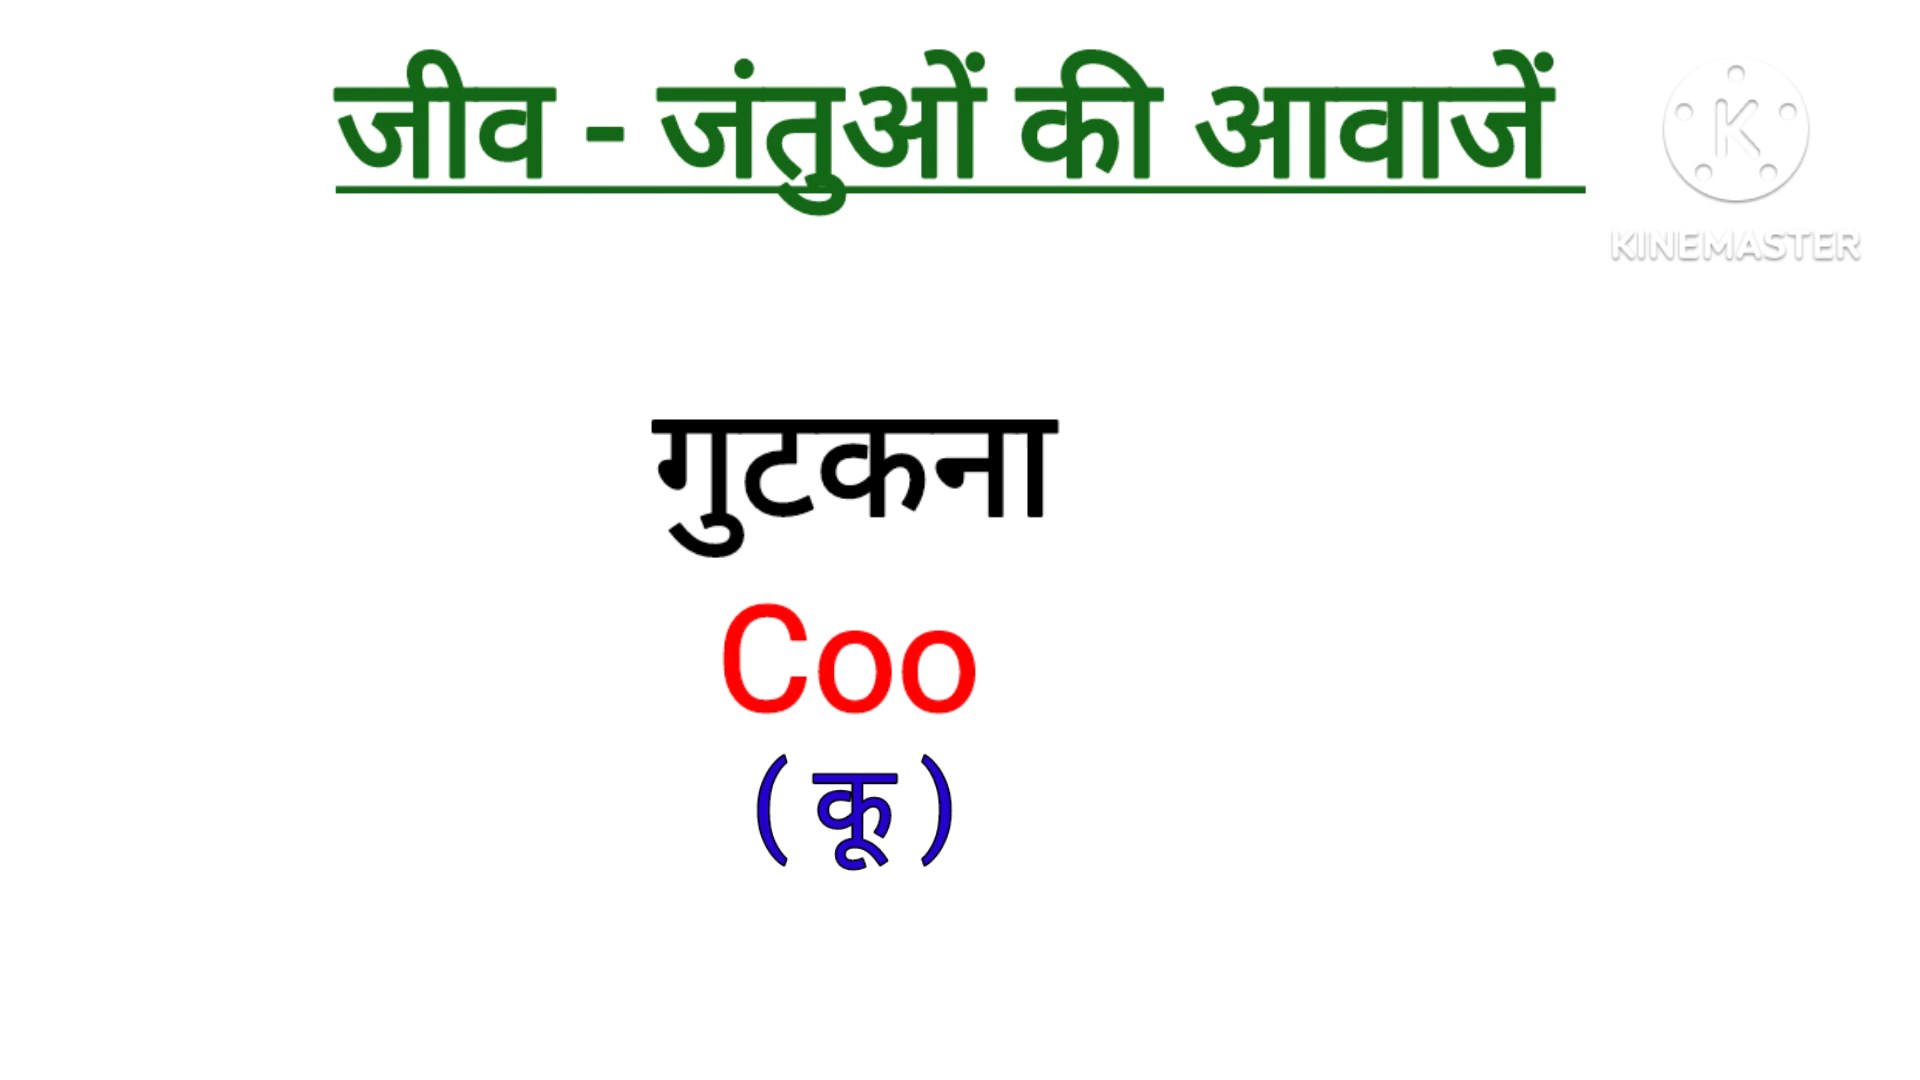 जीव - जंतुओं की आवाजें
K
KINEMASTER
गुटकना
Coo
( कू )